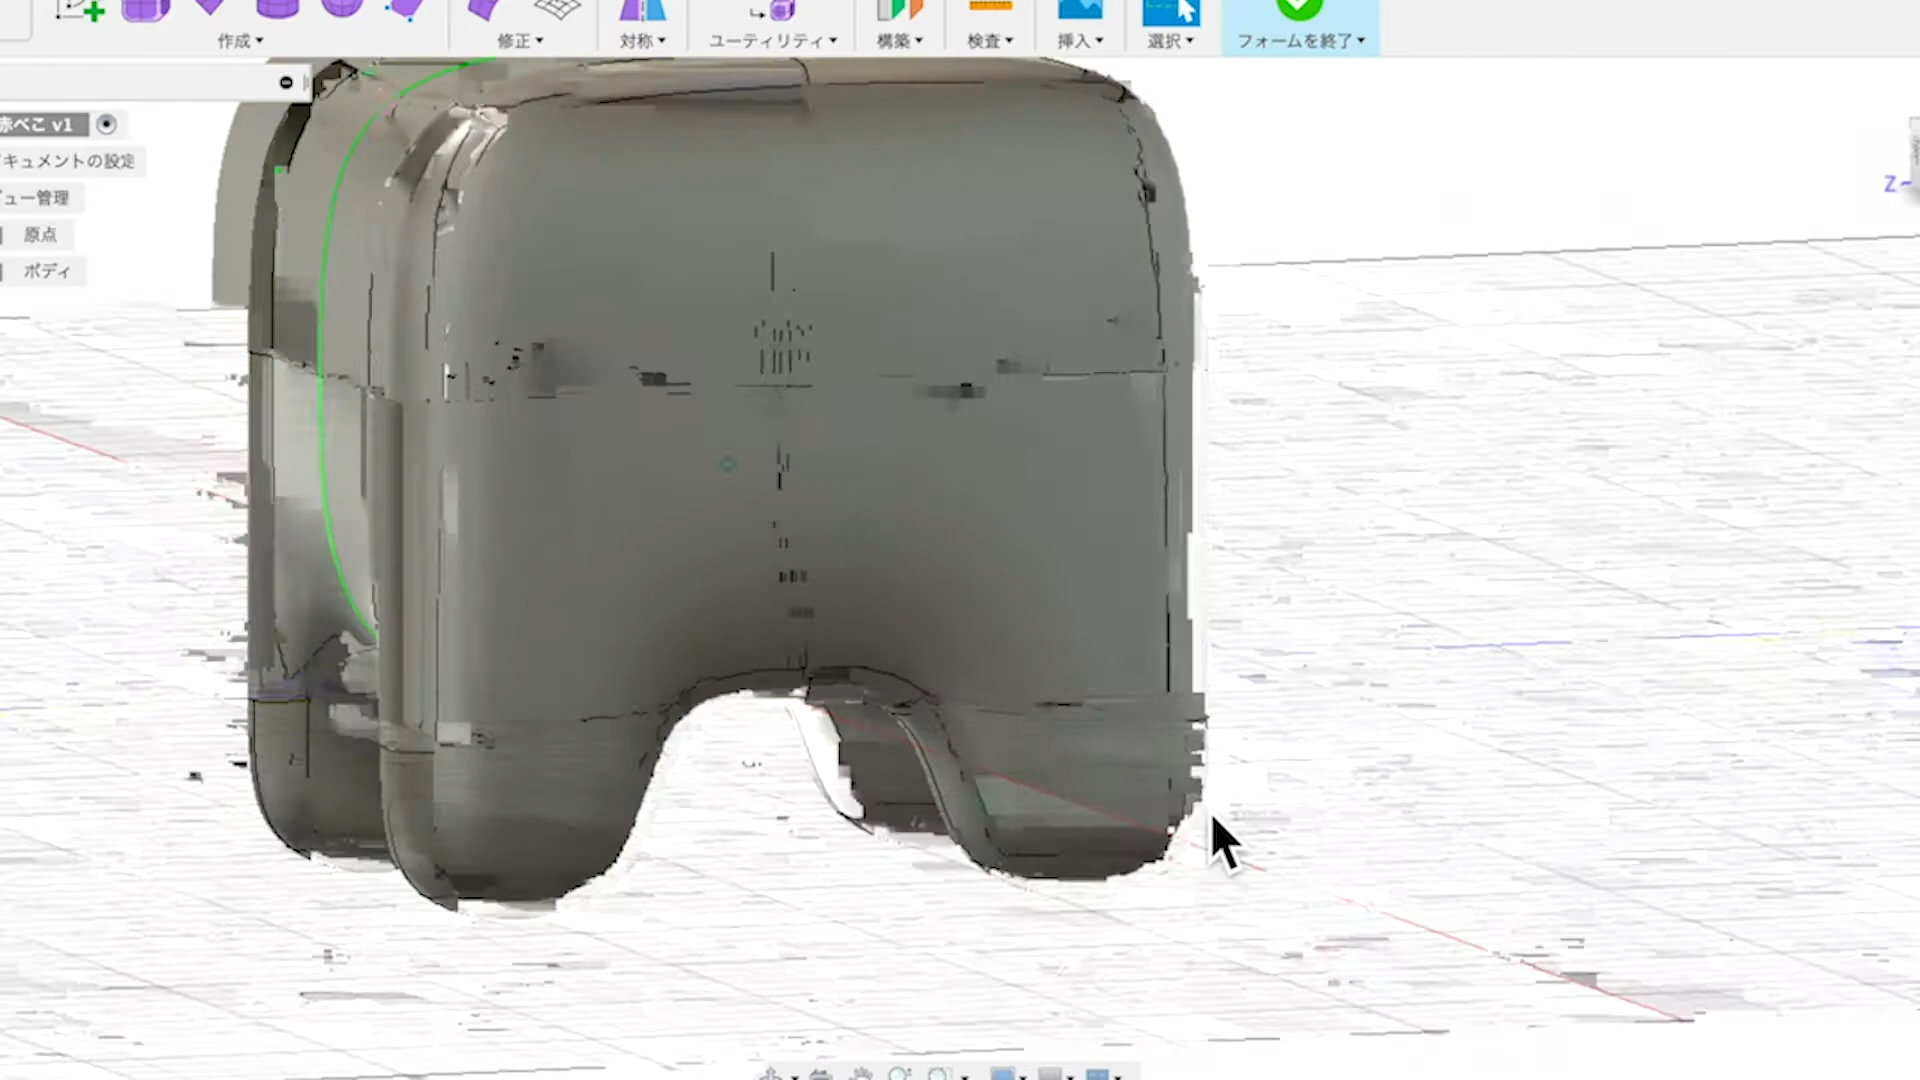 作成 修正 対称 ユーティリティ 構築 検査 挿入 選択 フォームを終了
赤べこ v1
キュメントの設定
ビュー管理
原点
ボディ
Z